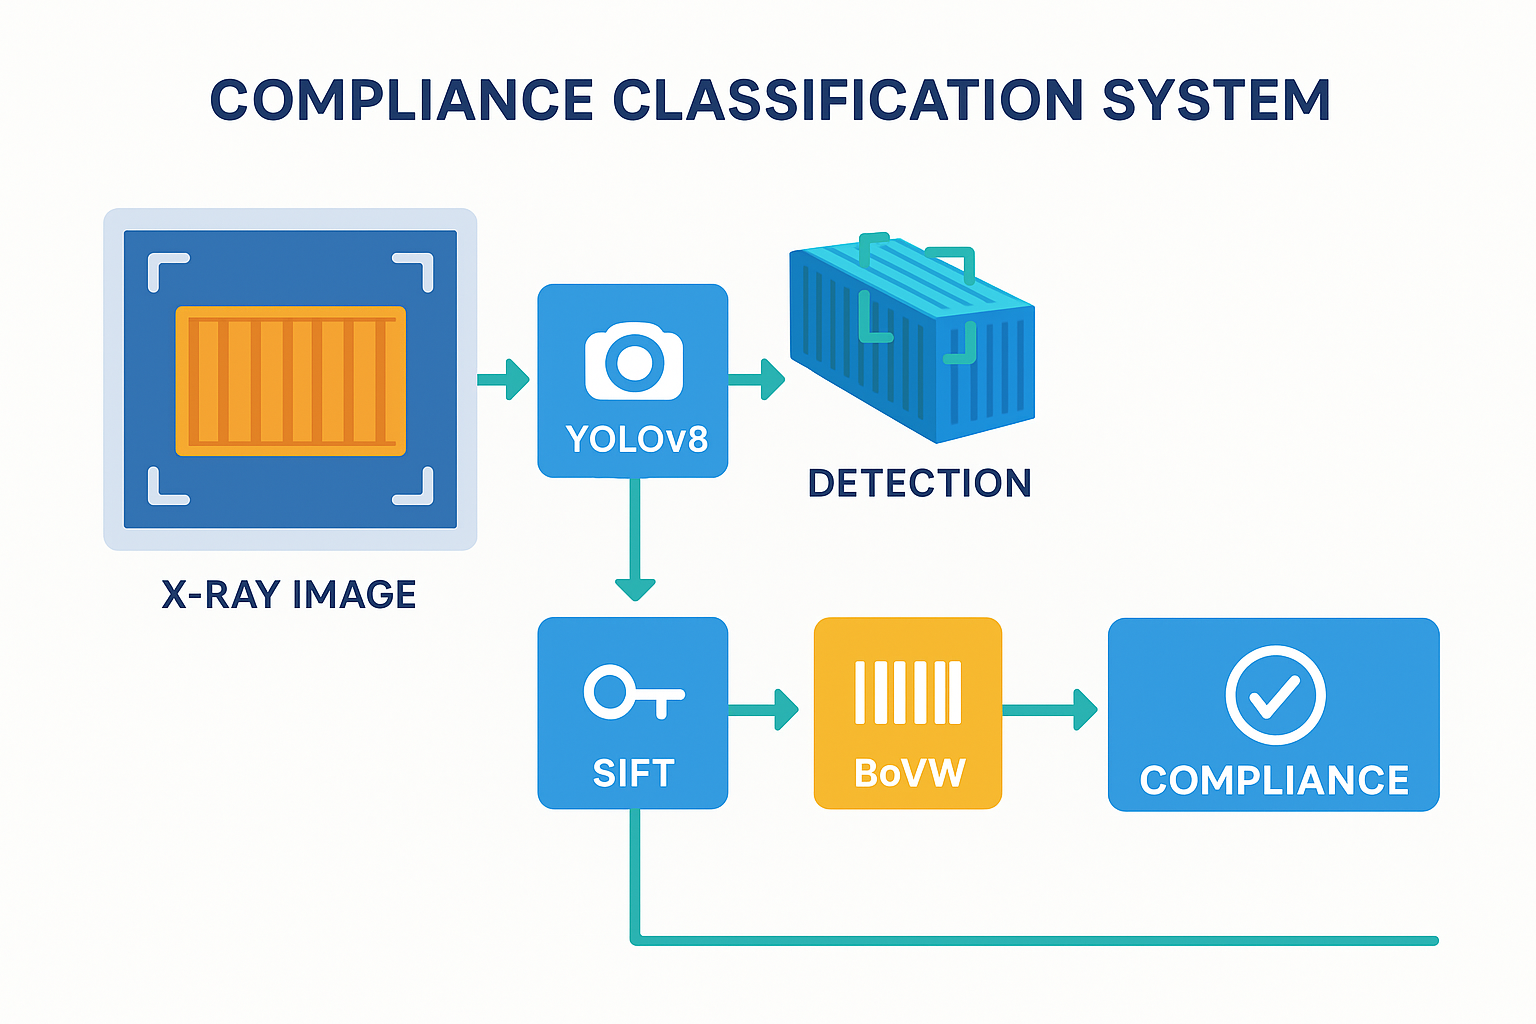 COMPLIANCE CLASSIFICATION SYSTEM
X-RAY IMAGE
YOLOv8
DETECTION
SIFT
BoVW
COMPLIANCE